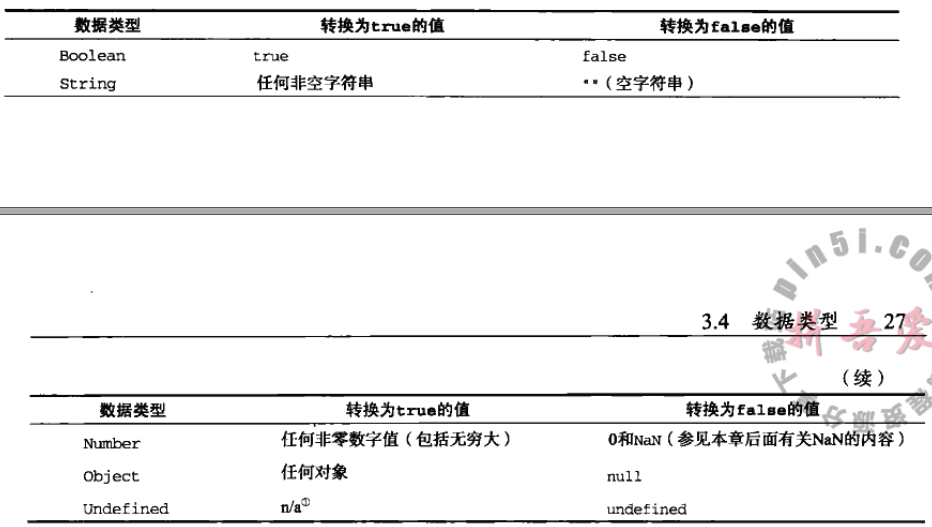 数据类型 转换为true的值 转换为false的值
Boolean true false
String 任何非空字符串 ""（空字符串）
pin5i.co
3.4 数据类型 27
拼吾爱
（续）
数据类型 转换为true的值 转换为false的值
Number 任何非零数字值（包括无穷大） 0和NaN（参见本章后面有关NaN的内容）
Object 任何对象 null
Undefined n/a① undefined